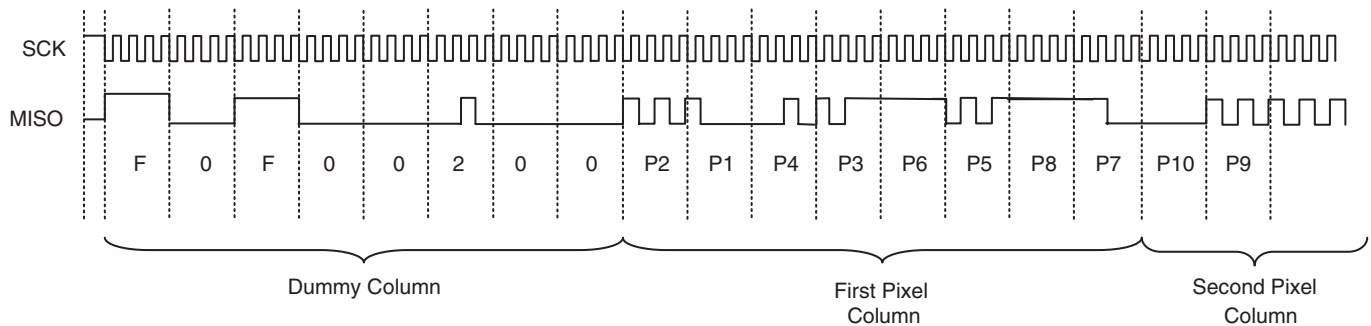 SCK
MISO
F 0 F 0 0 2 0 0 P2 P1 P4 P3 P6 P5 P8 P7 P10 P9
Dummy Column
First Pixel
Column
Second Pixel
Column